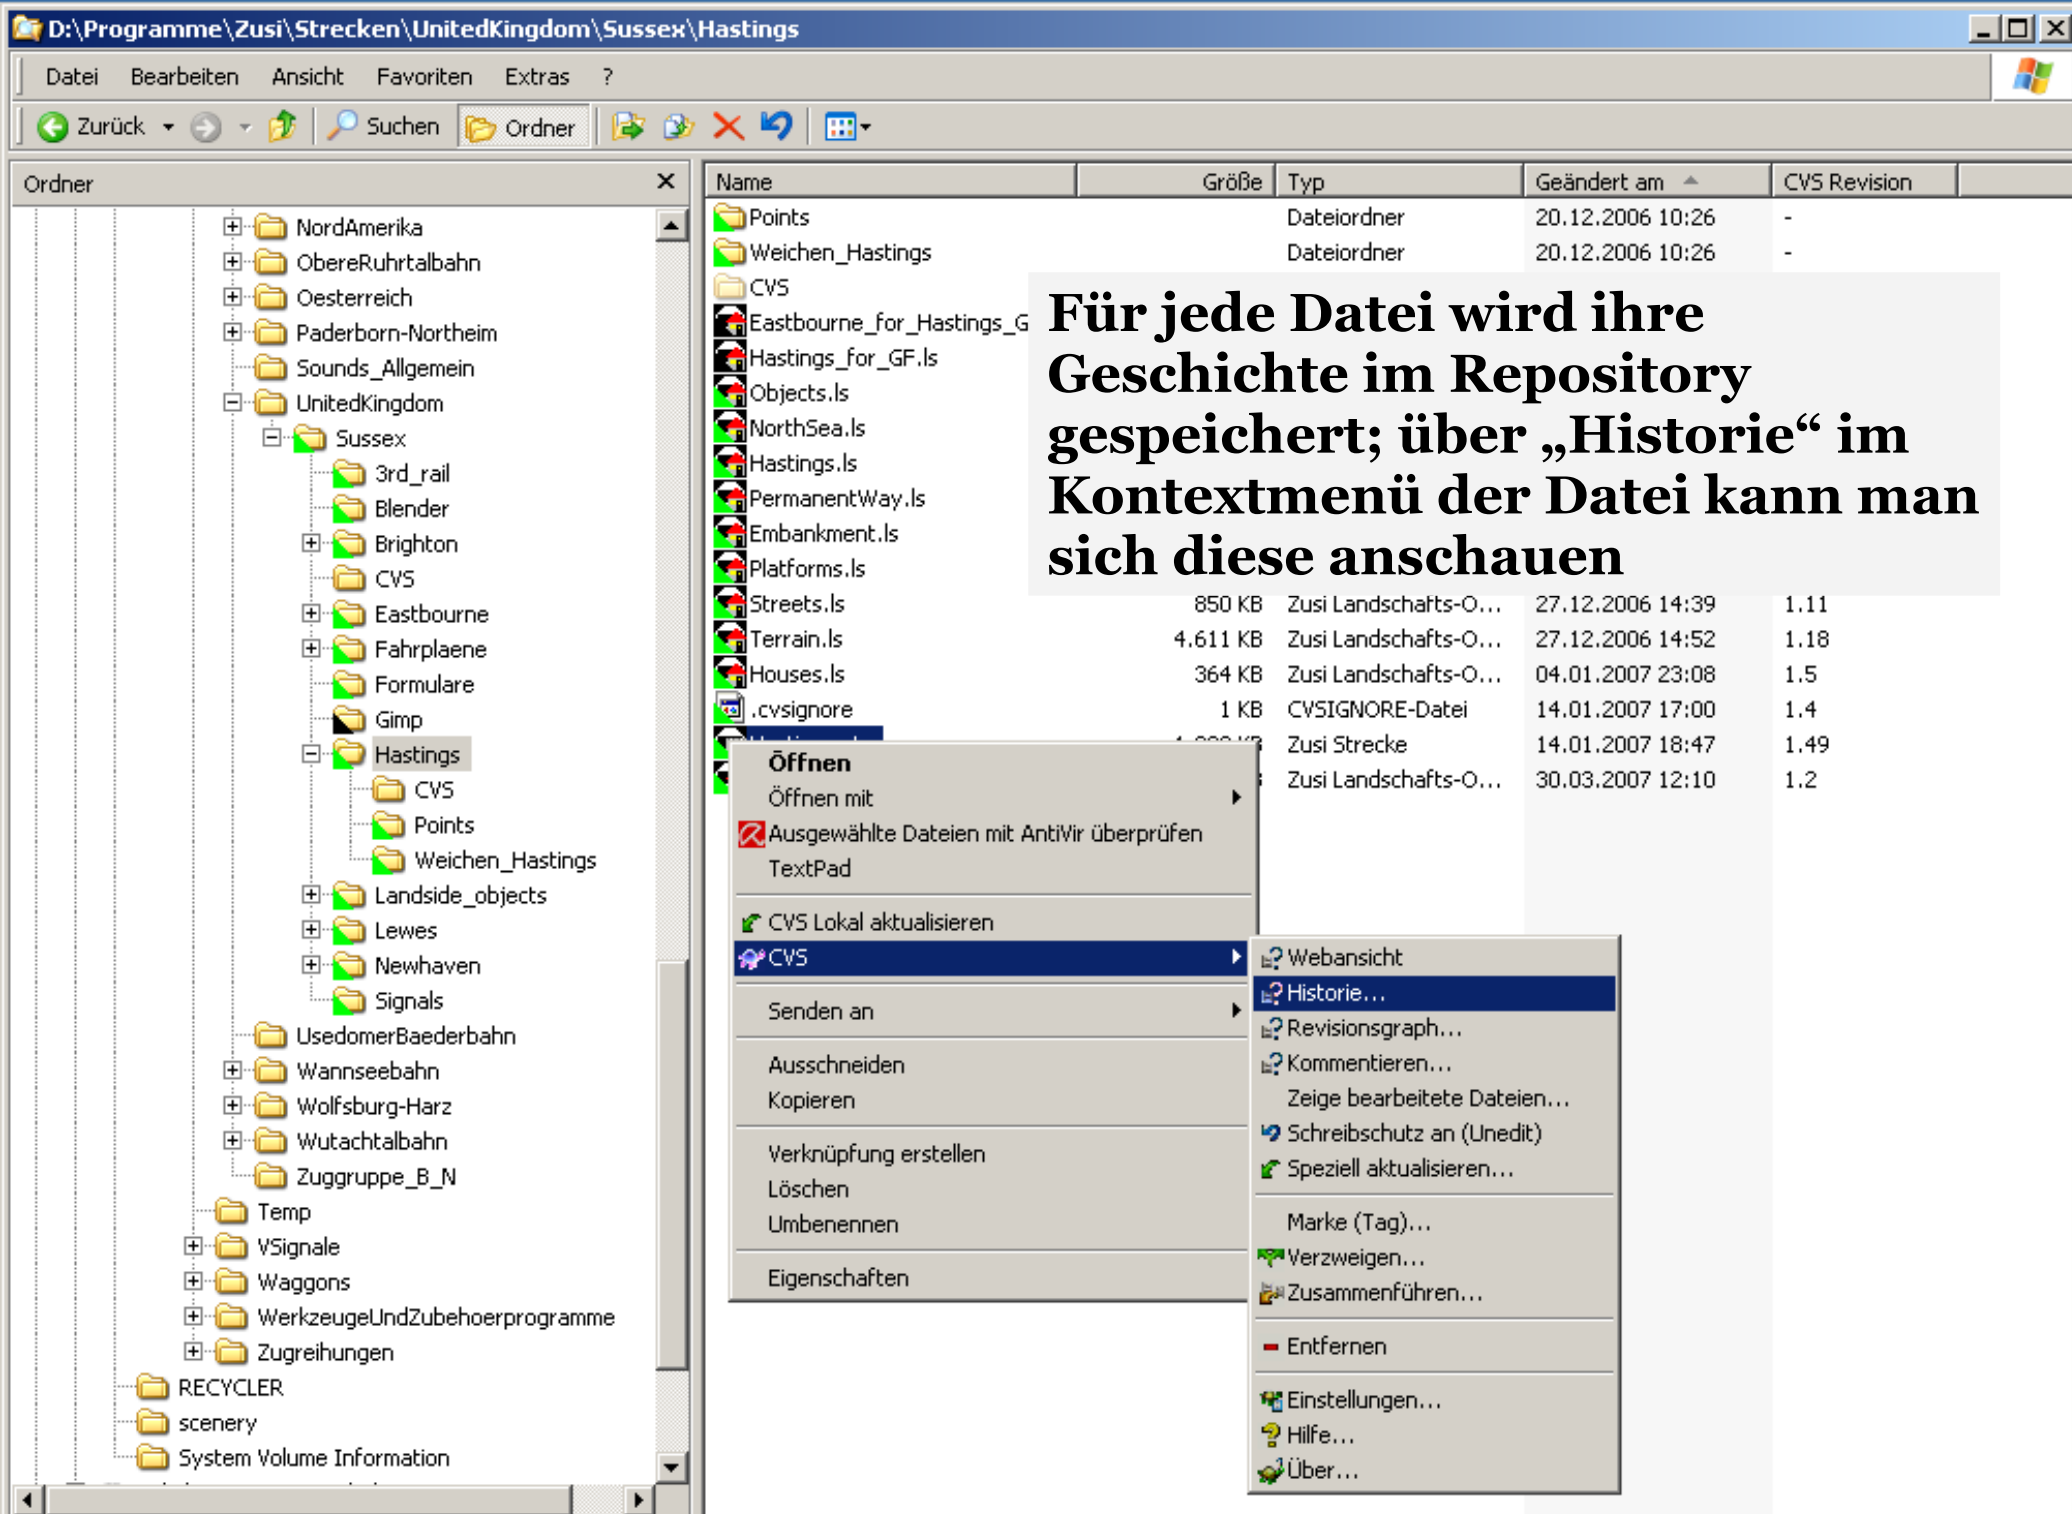 D:\Programme\Zusi\Strecken\UnitedKingdom\Sussex\Hastings
Datei Bearbeiten Ansicht Favoriten Extras ?
Zurück Suchen Ordner
Ordner
NordAmerika
ObereRuhrtalbahn
Oesterreich
Paderborn-Northeim
Sounds_Allgemein
UnitedKingdom
Sussex
3rd_rail
Blender
Brighton
CVS
Eastbourne
Fahrplaene
Formulare
Gimp
Hastings
CVS
Points
Weichen_Hastings
Landside_objects
Lewes
Newhaven
Signals
UsedomerBaederbahn
Wannseebahn
Wolfsburg-Harz
Wutachtalbahn
Zuggruppe_B_N
Temp
VSignale
Waggons
WerkzeugeUndZubehoerprogramme
Zugreihungen
RECYCLER
scenery
System Volume Information
Name Größe Typ Geändert am CVS Revision
Points Dateiordner 20.12.2006 10:26 -
Weichen_Hastings Dateiordner 20.12.2006 10:26 -
CVS
Eastbourne_for_Hastings_G
Hastings_for_GF.ls
Objects.ls
NorthSea.ls
Hastings.ls
PermanentWay.ls
Embankment.ls
Platforms.ls
Streets.ls 850 KB Zusi Landschafts-O... 27.12.2006 14:39 1.11
Terrain.ls 4.611 KB Zusi Landschafts-O... 27.12.2006 14:52 1.18
Houses.ls 364 KB Zusi Landschafts-O... 04.01.2007 23:08 1.5
.cvsignore 1 KB CVSIGNORE-Datei 14.01.2007 17:00 1.4
Zusi Strecke 14.01.2007 18:47 1.49
Zusi Landschafts-O... 30.03.2007 12:10 1.2
Für jede Datei wird ihre
Geschichte im Repository
gespeichert; über „Historie“ im
Kontextmenü der Datei kann man
sich diese anschauen
Öffnen
Öffnen mit
Ausgewählte Dateien mit AntiVir überprüfen
TextPad
CVS Lokal aktualisieren
CVS
Senden an
Ausschneiden
Kopieren
Verknüpfung erstellen
Löschen
Umbenennen
Eigenschaften
Webansicht
Historie...
Revisionsgraph...
Kommentieren...
Zeige bearbeitete Dateien...
Schreibschutz an (Unedit)
Speziell aktualisieren...
Marke (Tag)...
Verzweigen...
Zusammenführen...
Entfernen
Einstellungen...
Hilfe...
Über...